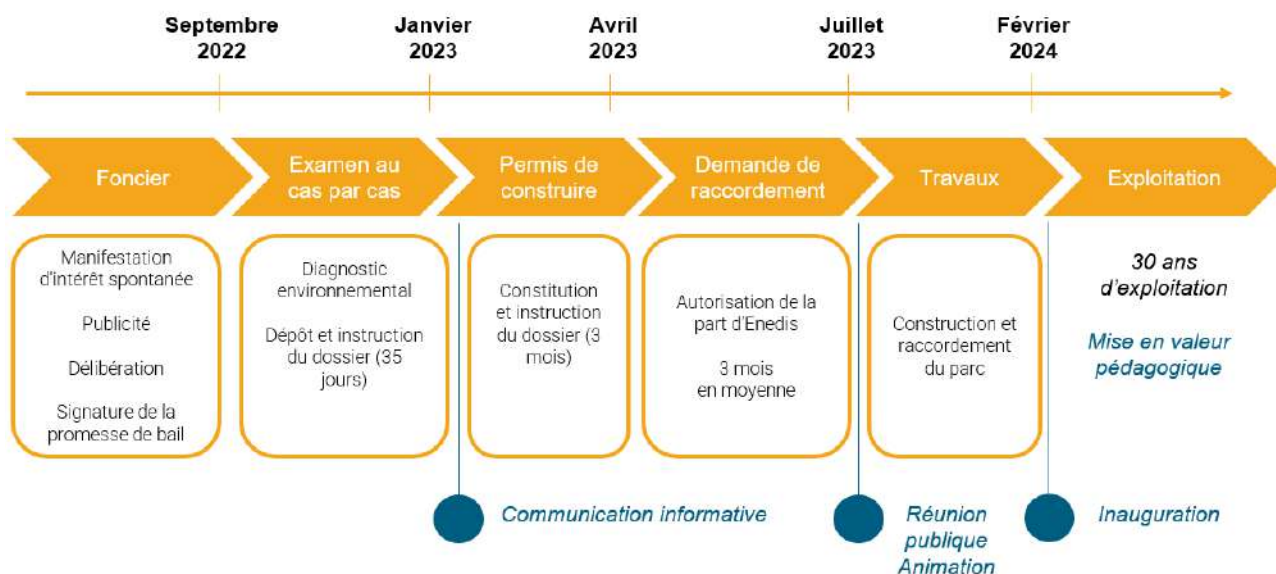 Septembre
2022
Janvier
2023
Avril
2023
Juillet
2023
Février
2024
Foncier
Examen au
cas par cas
Permis de
construire
Demande de
raccordement
Travaux
Exploitation
Manifestation
d'intérêt spontanée
Publicité
Délibération
Signature de la
promesse de bail
Diagnostic
environnemental
Dépôt et instruction
du dossier (35
jours)
Constitution
et instruction
du dossier (3
mois)
Autorisation de la
part d'Enedis
3 mois
en moyenne
Construction et
raccordement
du parc
30 ans
d'exploitation
Mise en valeur
pédagogique
Communication informative
Réunion
publique
Animation
Inauguration